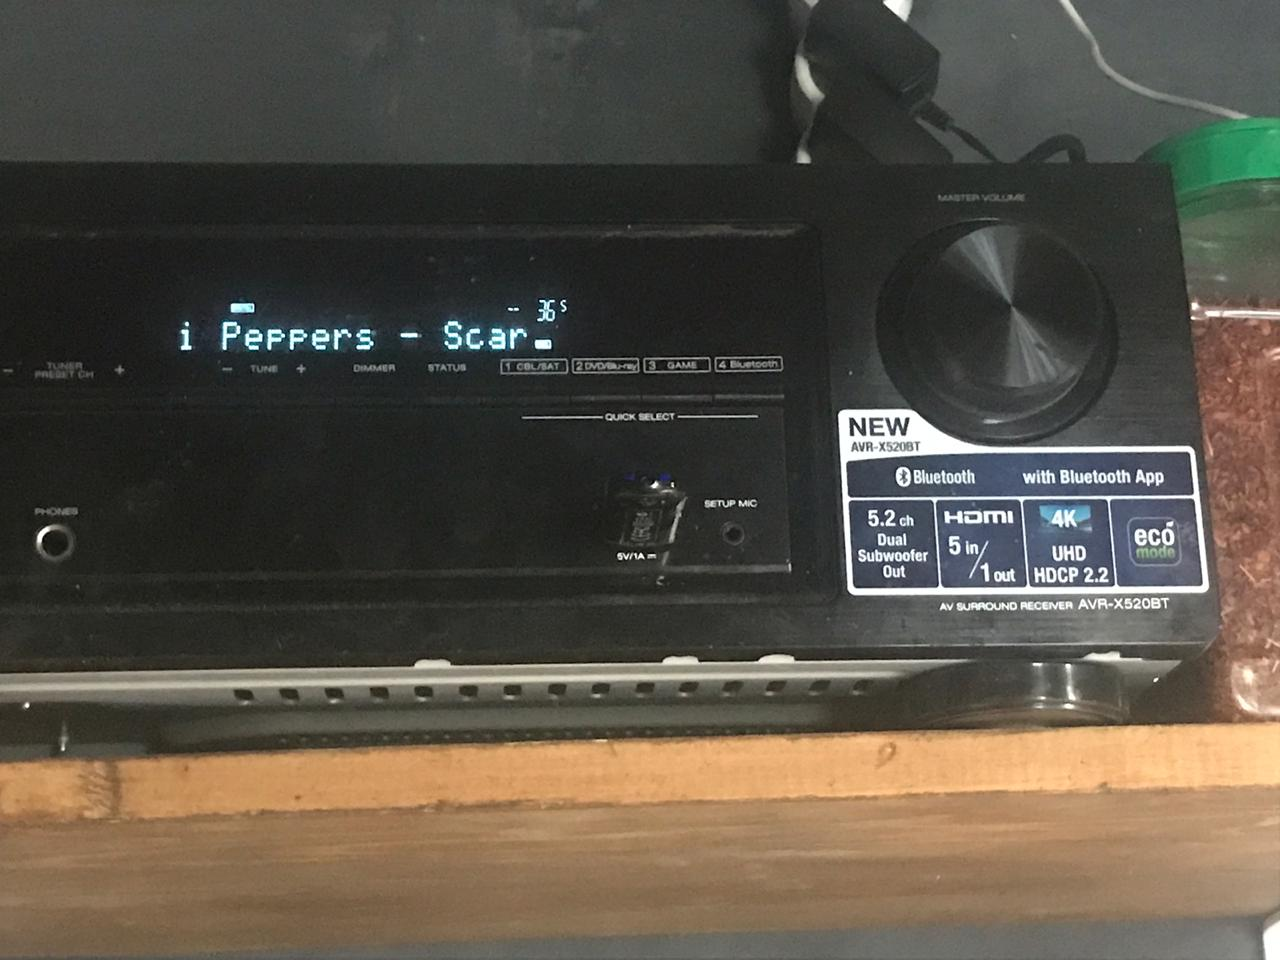 MASTER VOLUME
-- 36 S
i Peppers - Scar
- TUNER PRESET CH +
- TUNE +
DIMMER
STATUS
1 CBL/SAT
2 DVD/Blu-ray
3 GAME
4 Bluetooth
QUICK SELECT
PHONES
5V/1A
SETUP MIC
NEW
AVR-X520BT
Bluetooth with Bluetooth App
5.2 ch
Dual
Subwoofer
Out
HDMI
5 in/
1 out
4K
UHD
HDCP 2.2
eco
mode
AV SURROUND RECEIVER AVR-X520BT